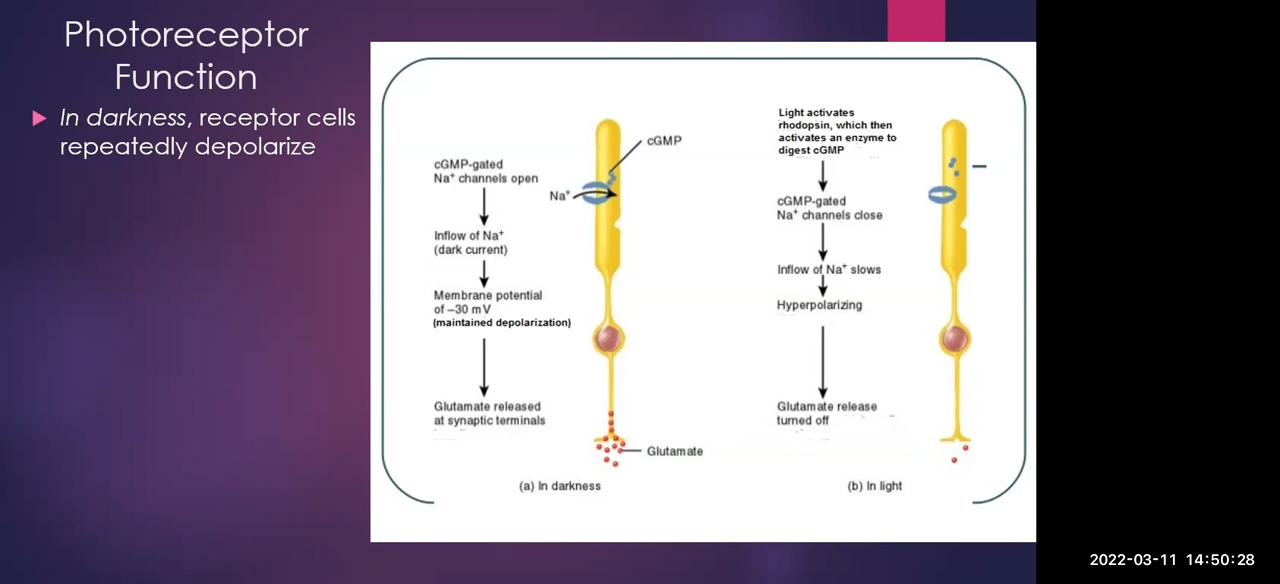 Photoreceptor
Function
In darkness, receptor cells
repeatedly depolarize
cGMP-gated
Na⁺ channels open
Inflow of Na⁺
(dark current)
Membrane potential
of –30 mV
(maintained depolarization)
Glutamate released
at synaptic terminals
cGMP
Na⁺
Glutamate
(a) In darkness
Light activates
rhodopsin, which then
activates an enzyme to
digest cGMP
cGMP-gated
Na⁺ channels close
Inflow of Na⁺ slows
Hyperpolarizing
Glutamate release
turned off
(b) In light
2022-03-11 14:50:28